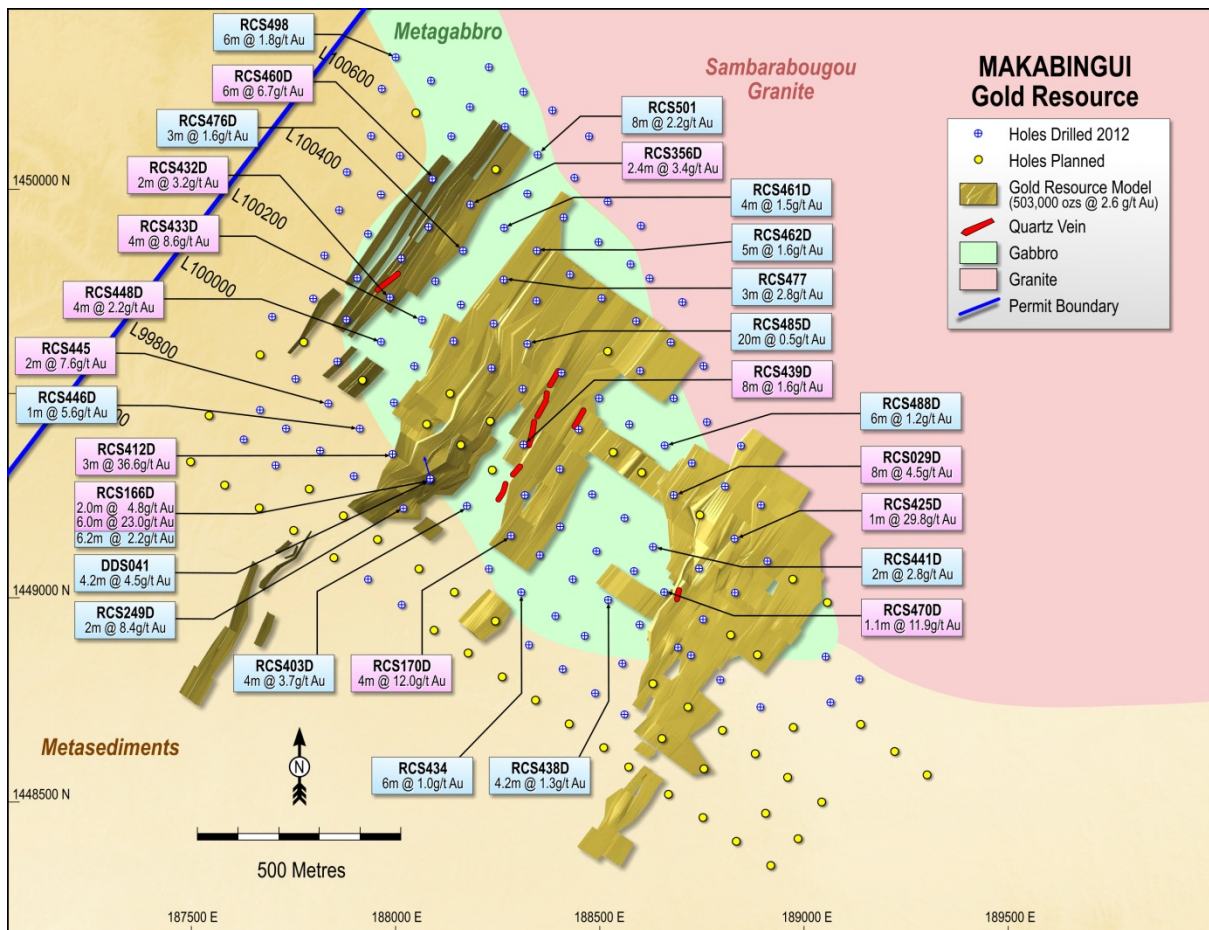 RCS498
6m @ 1.8g/t Au
RCS460D
6m @ 6.7g/t Au
RCS476D
3m @ 1.6g/t Au
RCS432D
2m @ 3.2g/t Au
RCS433D
4m @ 8.6g/t Au
RCS448D
4m @ 2.2g/t Au
RCS445
2m @ 7.6g/t Au
RCS446D
1m @ 5.6g/t Au
RCS412D
3m @ 36.6g/t Au
RCS166D
2.0m @ 4.8g/t Au
6.0m @ 23.0g/t Au
6.2m @ 2.2g/t Au
DDS041
4.2m @ 4.5g/t Au
RCS249D
2m @ 8.4g/t Au
RCS403D
4m @ 3.7g/t Au
RCS170D
4m @ 12.0g/t Au
RCS434
6m @ 1.0g/t Au
RCS438D
4.2m @ 1.3g/t Au
L100600
L100400
L100200
L100000
L99800
Metagabbro
Sambarabougou
Granite
Metasediments
RCS501
8m @ 2.2g/t Au
RCS356D
2.4m @ 3.4g/t Au
RCS461D
4m @ 1.5g/t Au
RCS462D
5m @ 1.6g/t Au
RCS477
3m @ 2.8g/t Au
RCS485D
20m @ 0.5g/t Au
RCS439D
8m @ 1.6g/t Au
RCS488D
6m @ 1.2g/t Au
RCS029D
8m @ 4.5g/t Au
RCS425D
1m @ 29.8g/t Au
RCS441D
2m @ 2.8g/t Au
RCS470D
1.1m @ 11.9g/t Au
MAKABINGUI
Gold Resource
Holes Drilled 2012
Holes Planned
Gold Resource Model
(503,000 ozs @ 2.6 g/t Au)
Quartz Vein
Gabbro
Granite
Permit Boundary
1450000 N
1449000 N
1448500 N
N
500 Metres
187500 E
188000 E
188500 E
189000 E
189500 E